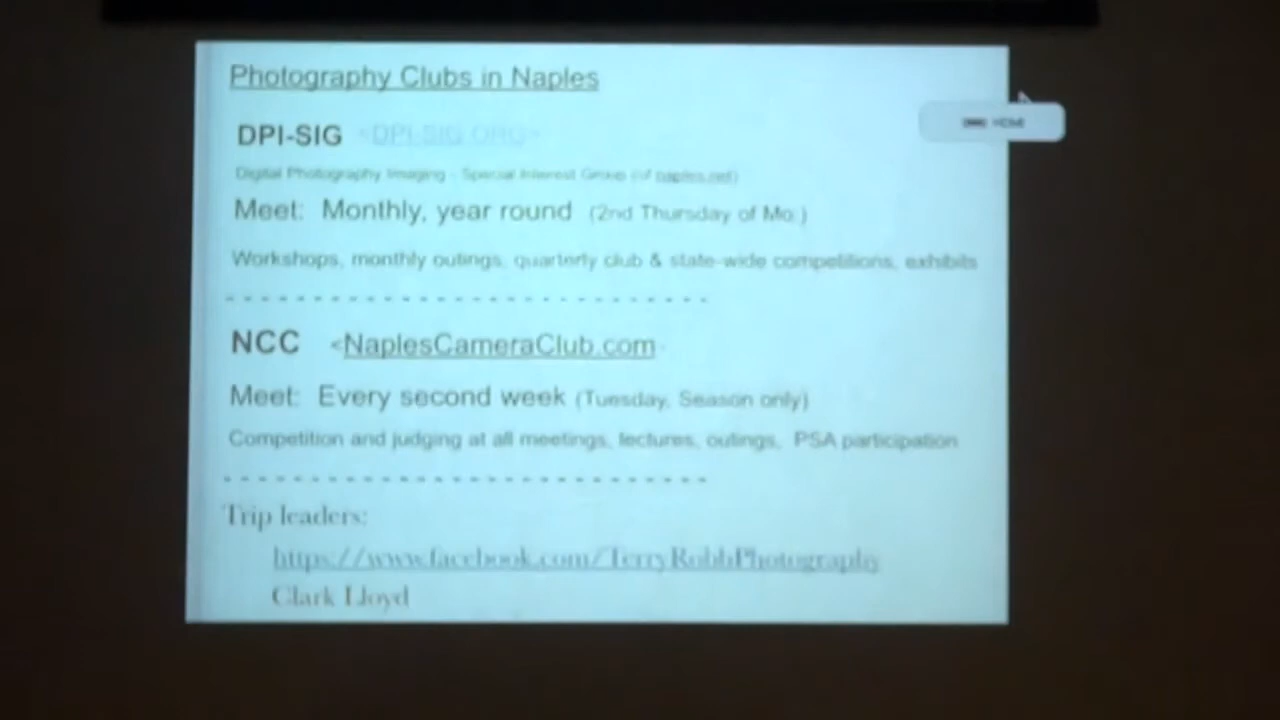 Photography Clubs in Naples
DPI-SIG <DPI-SIG.ORG>
Digital Photography Imaging - Special Interest Group (of naples.net)
Meet: Monthly, year round (2nd Thursday of Mo.)
Workshops, monthly outings, quarterly club & state-wide competitions, exhibits
NCC <NaplesCameraClub.com
Meet: Every second week (Tuesday, Season only)
Competition and judging at all meetings, lectures, outings, PSA participation
Trip leaders:
https://www.facebook.com/TerryRobbPhotography
Clark Lloyd